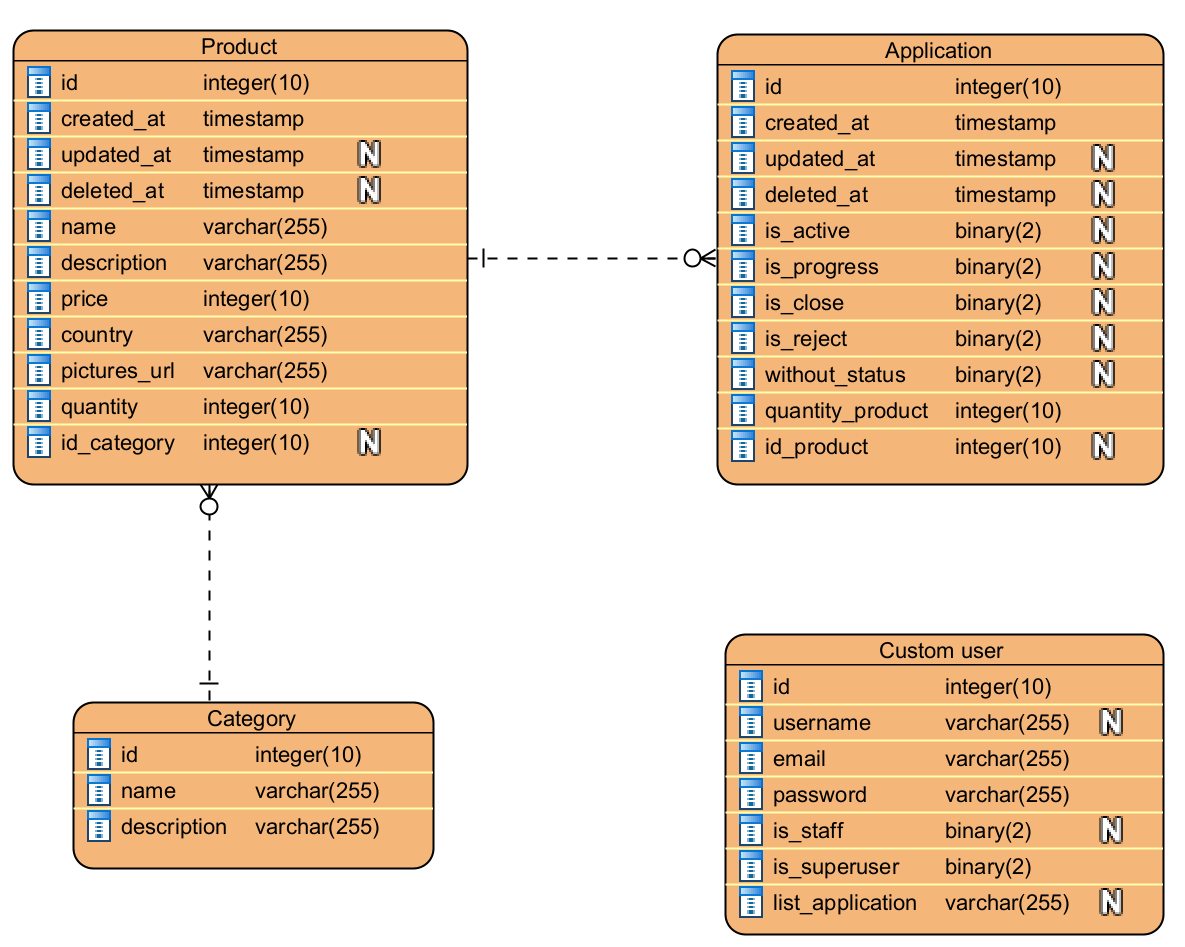 Product
id integer(10)
created_at timestamp
updated_at timestamp N
deleted_at timestamp N
name varchar(255)
description varchar(255)
price integer(10)
country varchar(255)
pictures_url varchar(255)
quantity integer(10)
id_category integer(10) N
Application
id integer(10)
created_at timestamp
updated_at timestamp N
deleted_at timestamp N
is_active binary(2) N
is_progress binary(2) N
is_close binary(2) N
is_reject binary(2) N
without_status binary(2) N
quantity_product integer(10)
id_product integer(10) N
Category
id integer(10)
name varchar(255)
description varchar(255)
Custom user
id integer(10)
username varchar(255) N
email varchar(255)
password varchar(255)
is_staff binary(2) N
is_superuser binary(2)
list_application varchar(255) N